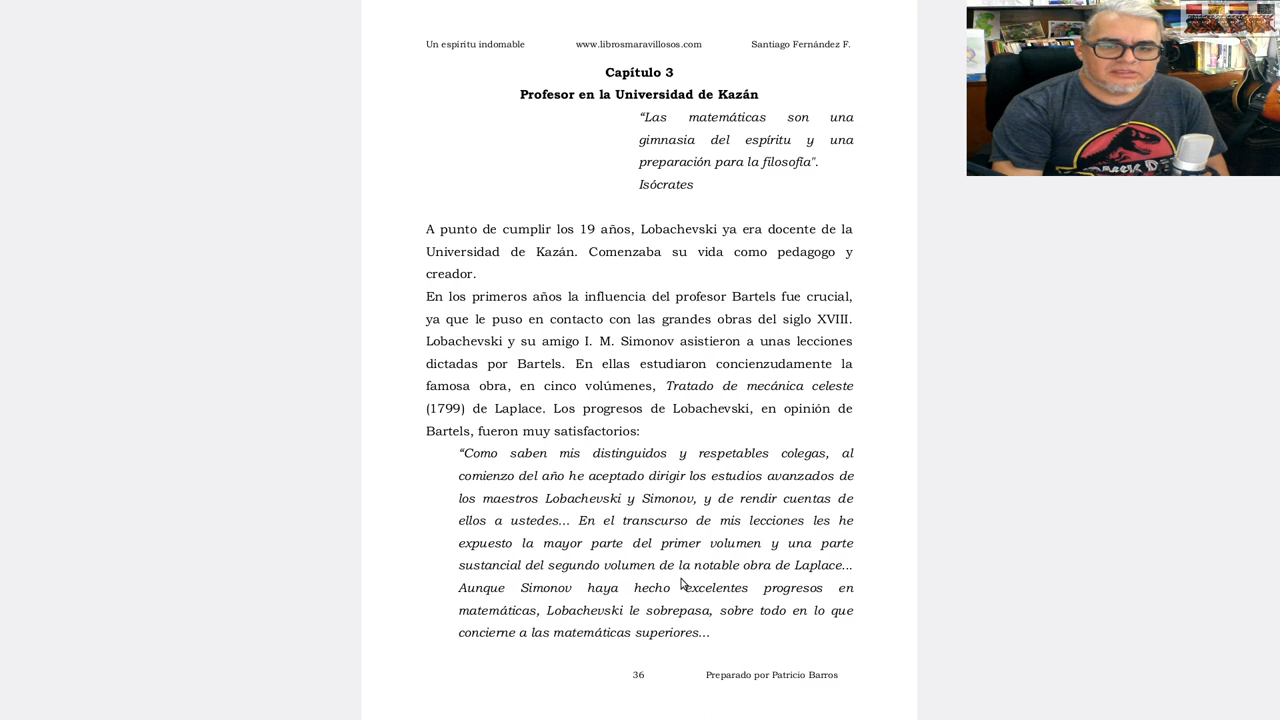 Un espíritu indomable www.librosmaravillosos.com Santiago Fernández F.
Capítulo 3
Profesor en la Universidad de Kazán
“Las matemáticas son una
gimnasia del espíritu y una
preparación para la filosofía".
Isócrates
A punto de cumplir los 19 años, Lobachevski ya era docente de la
Universidad de Kazán. Comenzaba su vida como pedagogo y
creador.
En los primeros años la influencia del profesor Bartels fue crucial,
ya que le puso en contacto con las grandes obras del siglo XVIII.
Lobachevski y su amigo I. M. Simonov asistieron a unas lecciones
dictadas por Bartels. En ellas estudiaron concienzudamente la
famosa obra, en cinco volúmenes, Tratado de mecánica celeste
(1799) de Laplace. Los progresos de Lobachevski, en opinión de
Bartels, fueron muy satisfactorios:
“Como saben mis distinguidos y respetables colegas, al
comienzo del año he aceptado dirigir los estudios avanzados de
los maestros Lobachevski y Simonov, y de rendir cuentas de
ellos a ustedes... En el transcurso de mis lecciones les he
expuesto la mayor parte del primer volumen y una parte
sustancial del segundo volumen de la notable obra de Laplace...
Aunque Simonov haya hecho excelentes progresos en
matemáticas, Lobachevski le sobrepasa, sobre todo en lo que
concierne a las matemáticas superiores...
36 Preparado por Patricio Barros